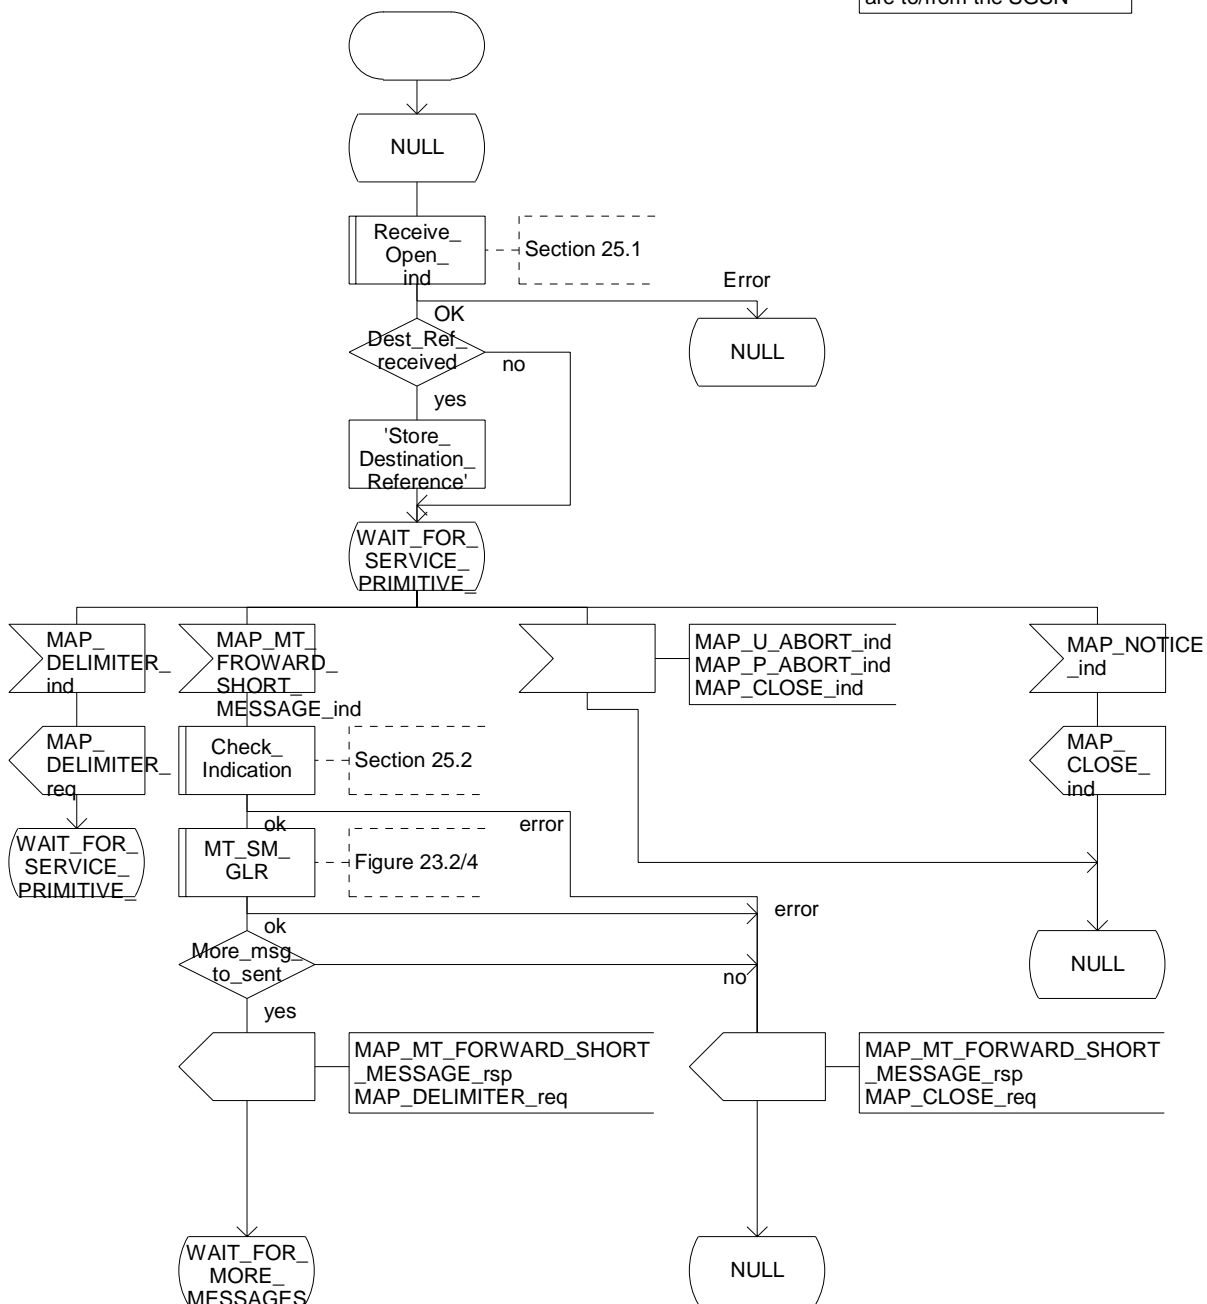 are to/from the SGSN
NULL
Receive_
Open_
ind
Section 25.1
Error
OK
Dest_Ref_
received
no
NULL
yes
'Store_
Destination_
Reference'
WAIT_FOR_
SERVICE_
PRIMITIVE_
MAP_
DELIMITER_
ind
MAP_MT_
FROWARD_
SHORT_
MESSAGE_ind
MAP_U_ABORT_ind
MAP_P_ABORT_ind
MAP_CLOSE_ind
MAP_NOTICE
_ind
MAP_
DELIMITER_
req
Check_
Indication
Section 25.2
MAP_
CLOSE_
ind
ok
error
WAIT_FOR_
SERVICE_
PRIMITIVE_
MT_SM_
GLR
Figure 23.2/4
error
ok
More_msg_
to_sent
no
NULL
yes
MAP_MT_FORWARD_SHORT
_MESSAGE_rsp
MAP_DELIMITER_req
MAP_MT_FORWARD_SHORT
_MESSAGE_rsp
MAP_CLOSE_req
WAIT_FOR_
MORE_
MESSAGES
NULL